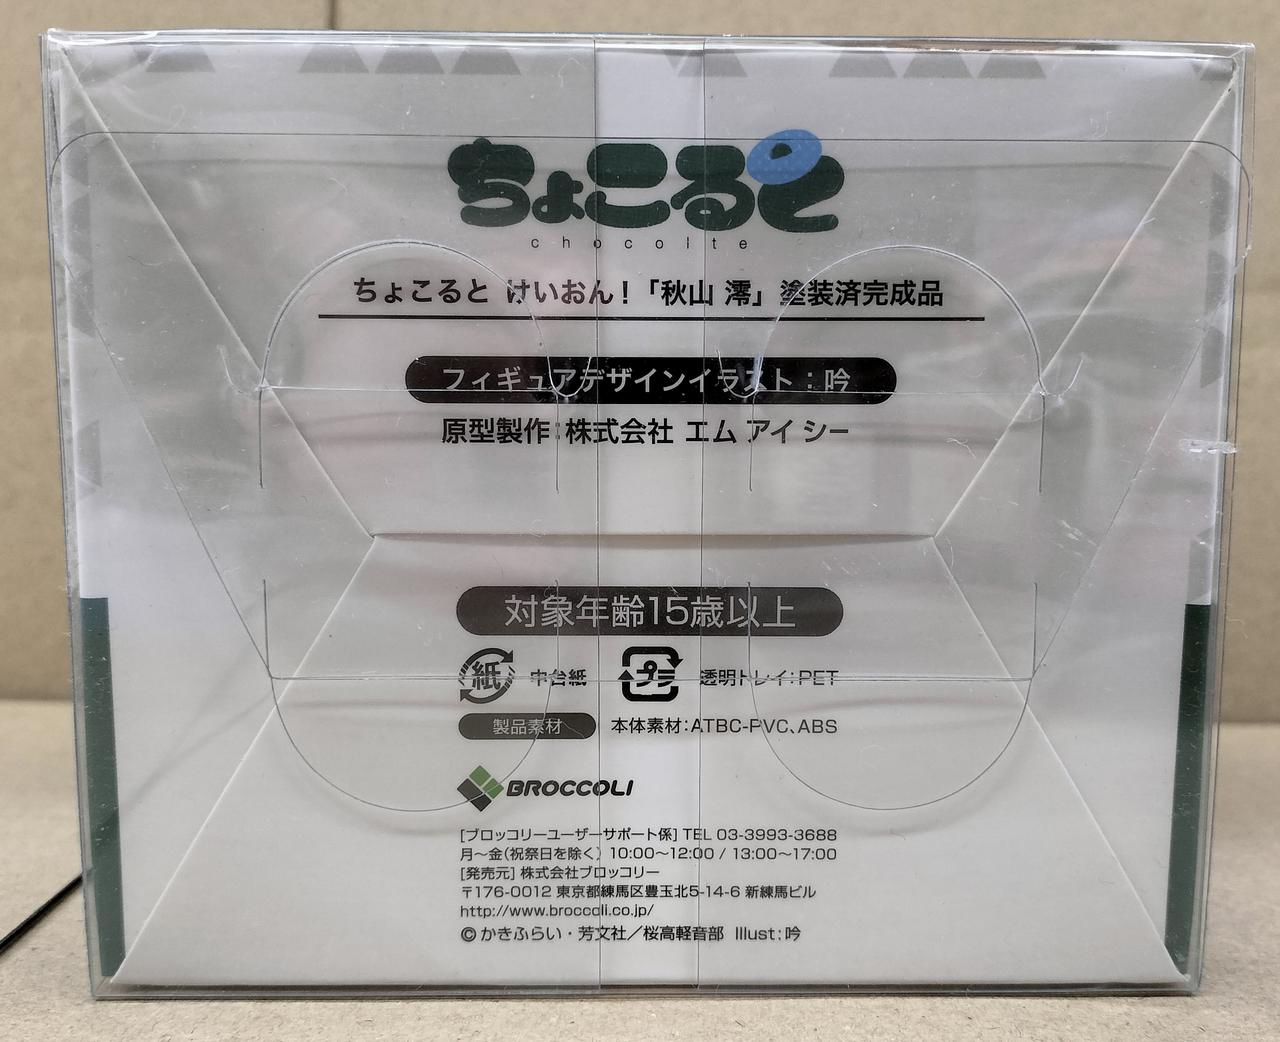 ちょこると
chocolte
ちょこると けいおん！「秋山 澪」塗装済完成品
フィギュアデザインイラスト：吟
原型製作：株式会社 エム アイ シー
対象年齢15歳以上
紙 中台紙 プラ 透明トレイ：PET
製品素材 本体素材：ATBC-PVC、ABS
BROCCOLI
[ブロッコリーユーザーサポート係] TEL 03-3993-3688
月～金（祝祭日を除く） 10:00～12:00 / 13:00～17:00
[発売元] 株式会社ブロッコリー
〒176-0012 東京都練馬区豊玉北5-14-6 新練馬ビル
http://www.broccoli.co.jp/
© かきふらい・芳文社／桜高軽音部 Illust：吟